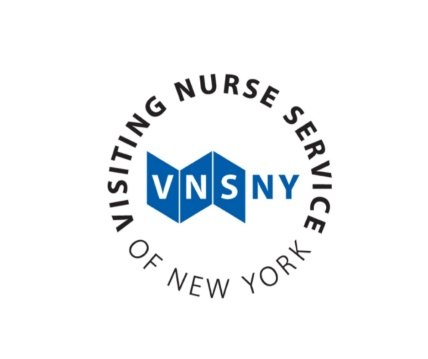 VISITING NURSE SERVICE
VNSNY
OF NEW YORK